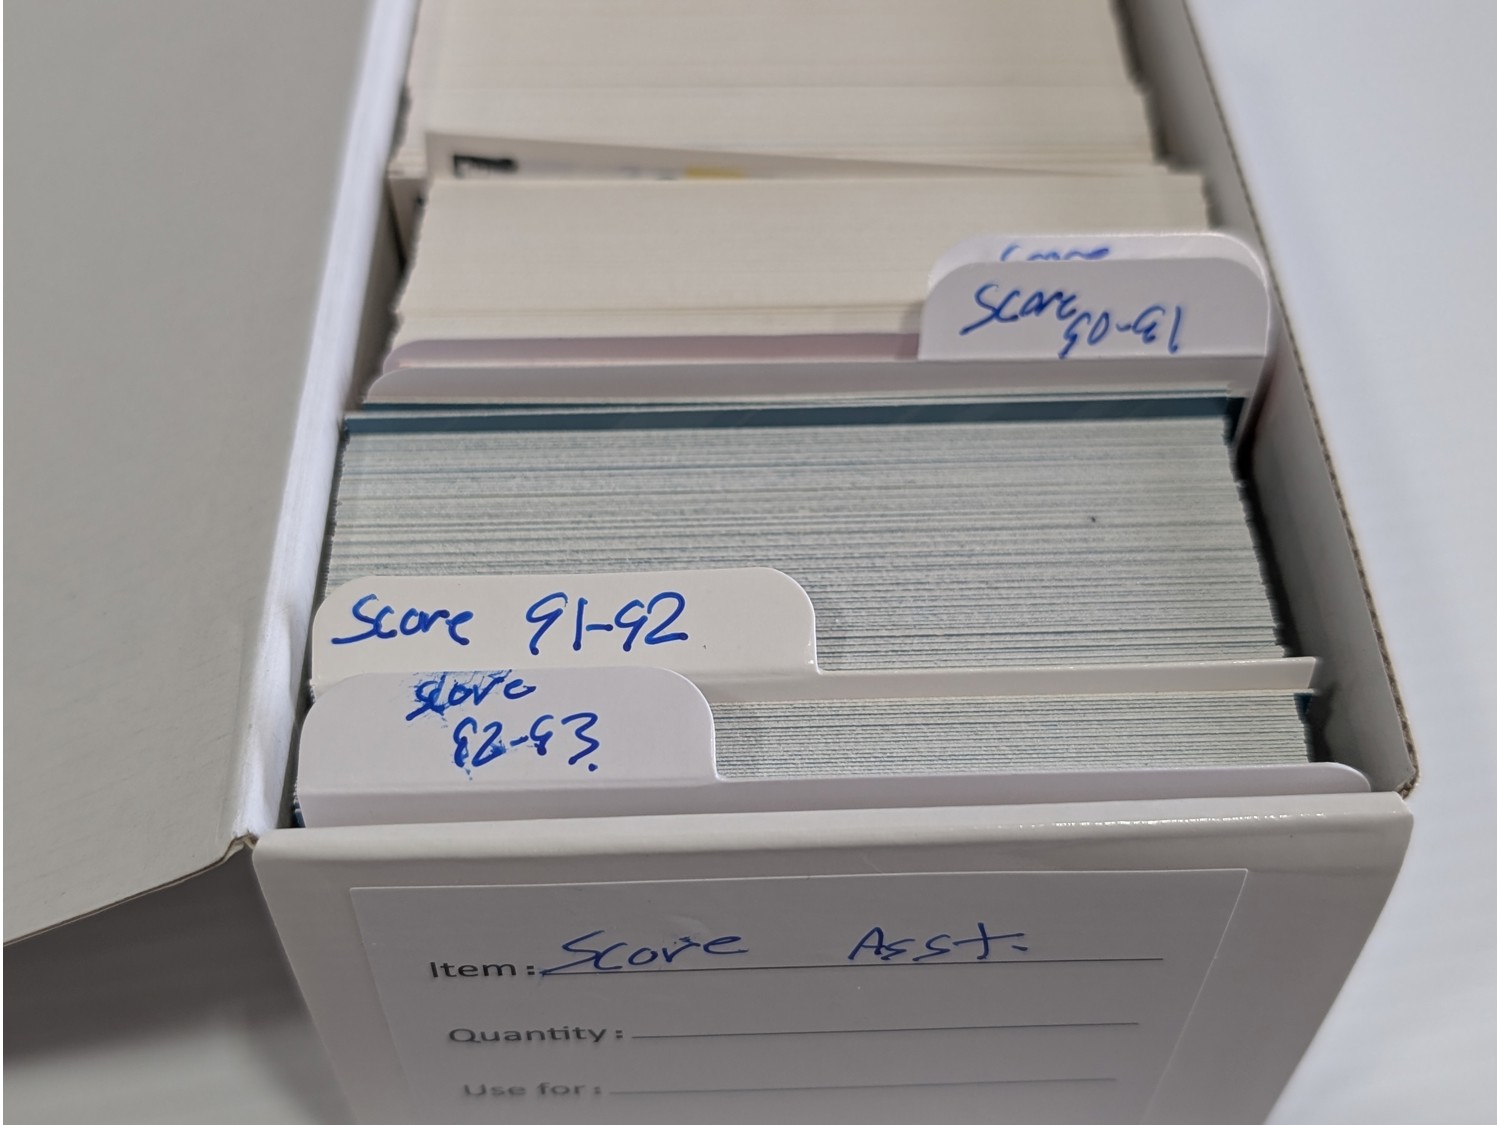 Score
90-91
Score 91-92
Score
92-93
Item: Score Asst.
Quantity:
Use for: